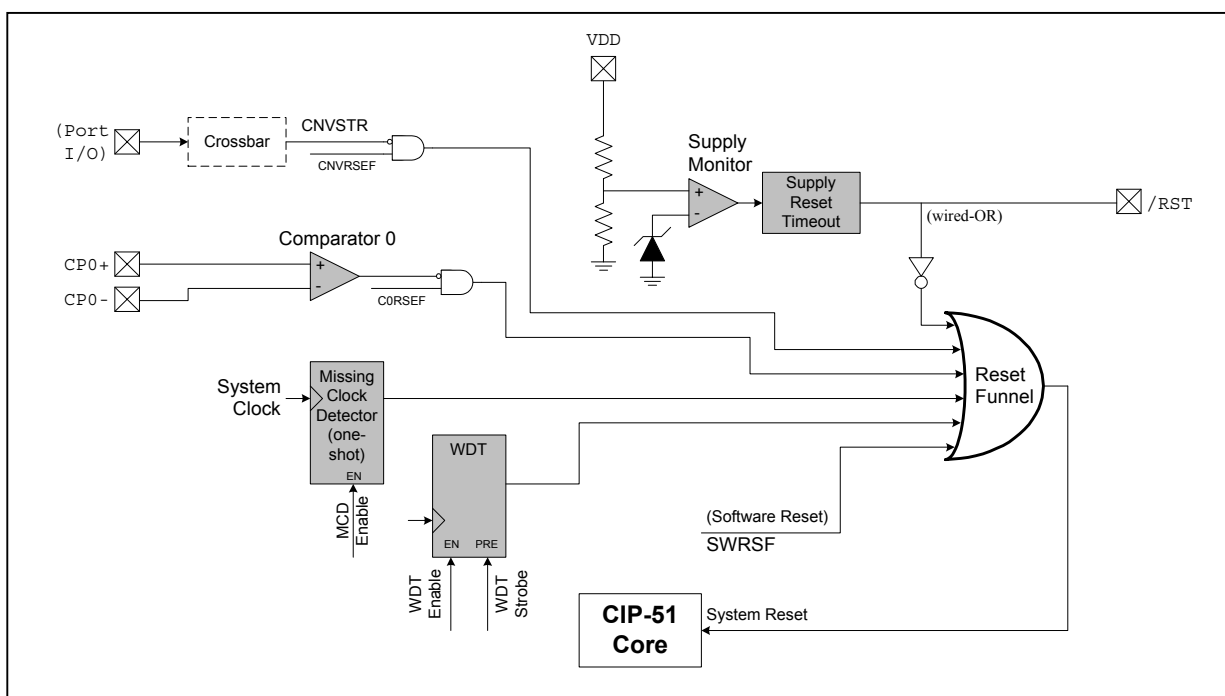 VDD
(Port
I/O)
Crossbar
CNVSTR
CNVRSEF
Supply
Monitor
+
-
Supply
Reset
Timeout
(wired-OR)
/RST
Comparator 0
CP0+
CP0-
+
-
C0RSEF
Reset
Funnel
System
Clock
Missing
Clock
Detector
(one-
shot)
EN
MCD
Enable
WDT
EN
PRE
WDT
Enable
WDT
Strobe
(Software Reset)
SWRSF
CIP-51
Core
System Reset